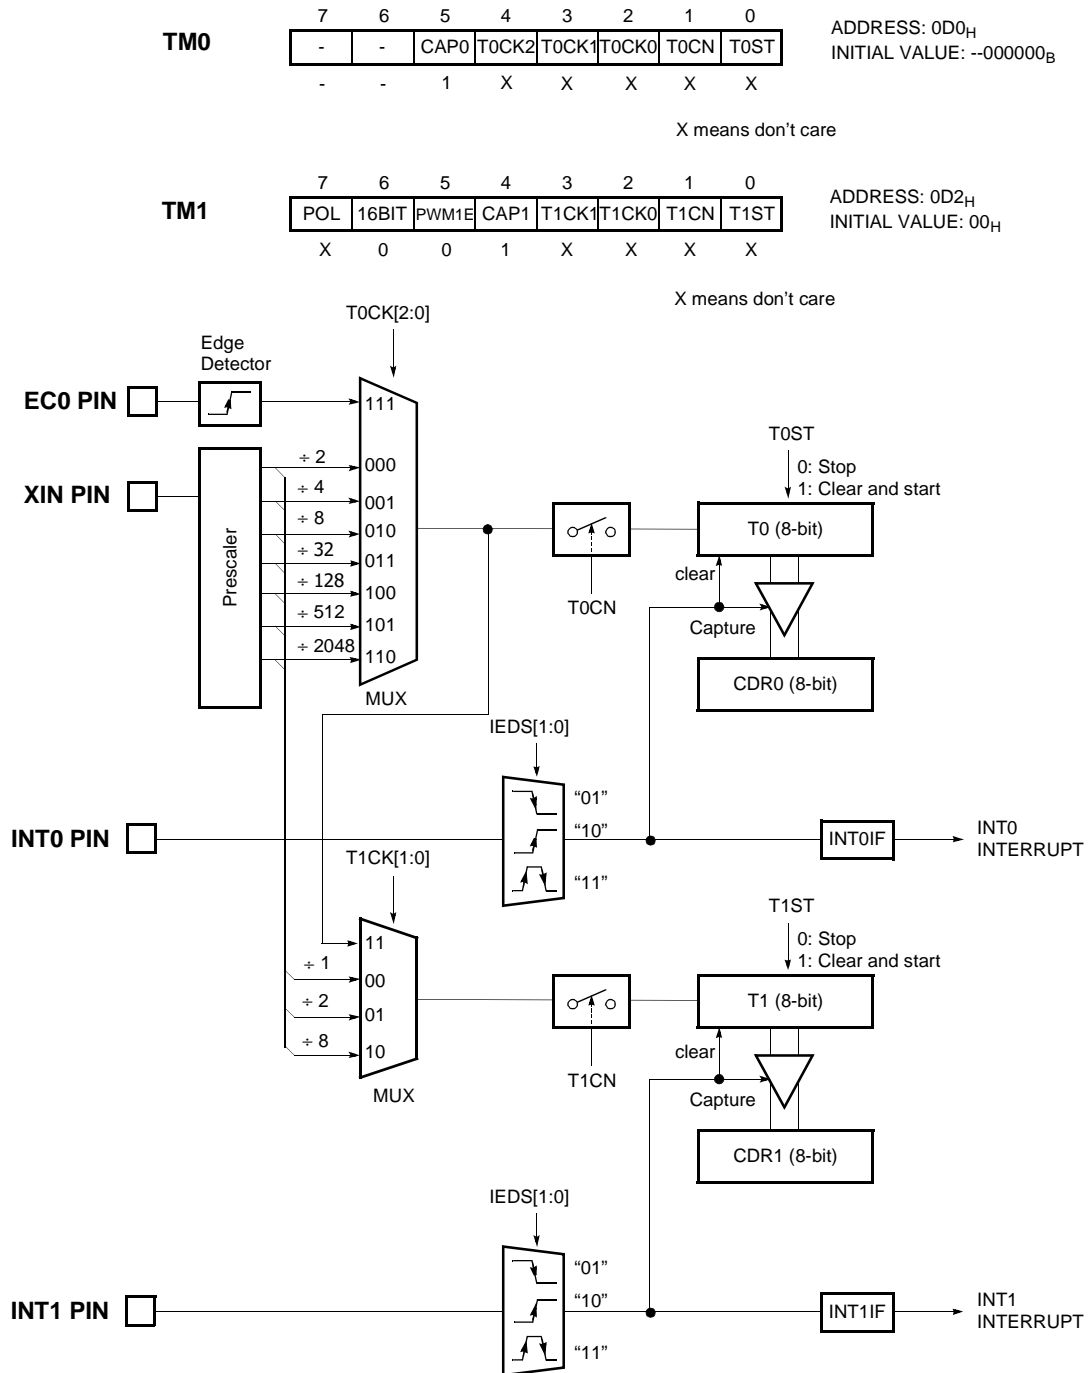 7 6 5 4 3 2 1 0
TM0 - - CAP0 T0CK2 T0CK1 T0CK0 T0CN T0ST
ADDRESS: 0D0H
INITIAL VALUE: --000000B
- - 1 X X X X X
X means don't care
7 6 5 4 3 2 1 0
TM1 POL 16BIT PWM1E CAP1 T1CK1 T1CK0 T1CN T1ST
ADDRESS: 0D2H
INITIAL VALUE: 00H
X 0 0 1 X X X X
X means don't care
T0CK[2:0]
Edge
Detector
EC0 PIN
111
T0ST
0: Stop
1: Clear and start
XIN PIN
Prescaler
÷ 2 000
÷ 4 001
÷ 8 010
÷ 32 011
÷ 128 100
÷ 512 101
÷ 2048 110
MUX
T0CN
T0 (8-bit)
clear
Capture
CDR0 (8-bit)
IEDS[1:0]
"01"
"10"
"11"
INT0 PIN
INT0IF
INT0
INTERRUPT
T1CK[1:0]
T1ST
0: Stop
1: Clear and start
11
÷ 1 00
÷ 2 01
÷ 8 10
MUX
T1CN
T1 (8-bit)
clear
Capture
CDR1 (8-bit)
IEDS[1:0]
"01"
"10"
"11"
INT1 PIN
INT1IF
INT1
INTERRUPT